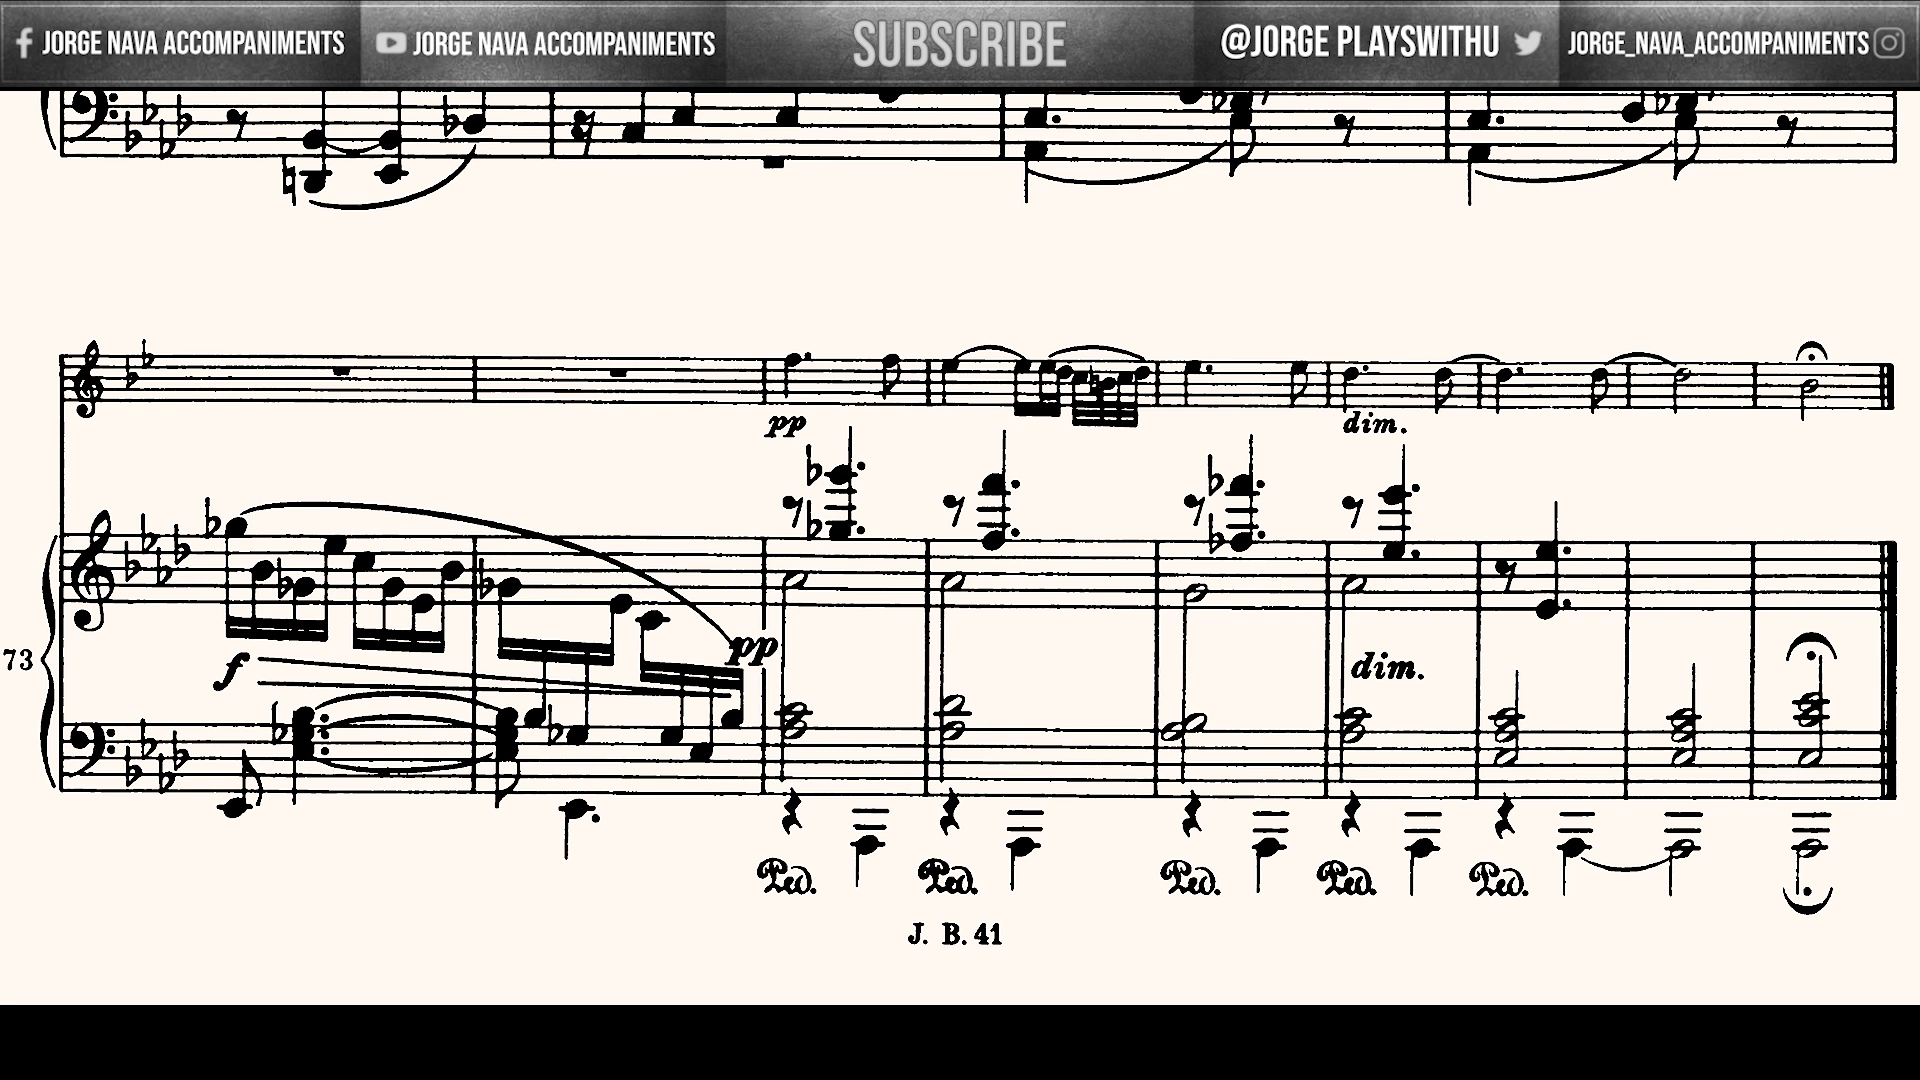 JORGE NAVA ACCOMPANIMENTS JORGE NAVA ACCOMPANIMENTS SUBSCRIBE @JORGE PLAYSWITHU JORGE_NAVA_ACCOMPANIMENTS
pp dim.
73 f pp dim.
Ped. Ped. Ped. Ped. Ped.
J. B. 41